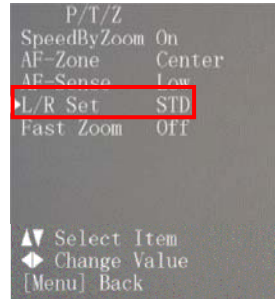 P/T/Z
SpeedByZoom On
AF-Zone Center
AF-Sense Low
L/R Set STD
Fast Zoom Off
Select Item
Change Value
[Menu] Back